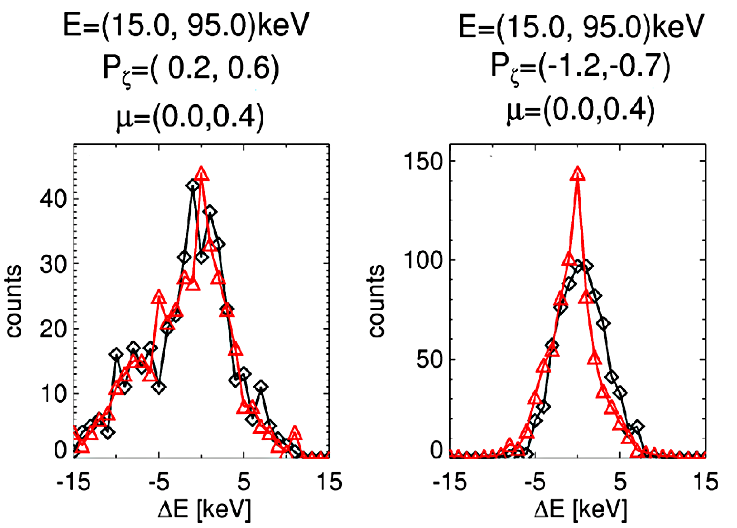 E=(15.0, 95.0)keV
Pζ=( 0.2, 0.6)
μ=(0.0,0.4)
counts
40
30
20
10
0
-15
-5
5
15
ΔE [keV]
E=(15.0, 95.0)keV
Pζ=(-1.2,-0.7)
μ=(0.0,0.4)
counts
150
100
50
0
-15
-5
5
15
ΔE [keV]